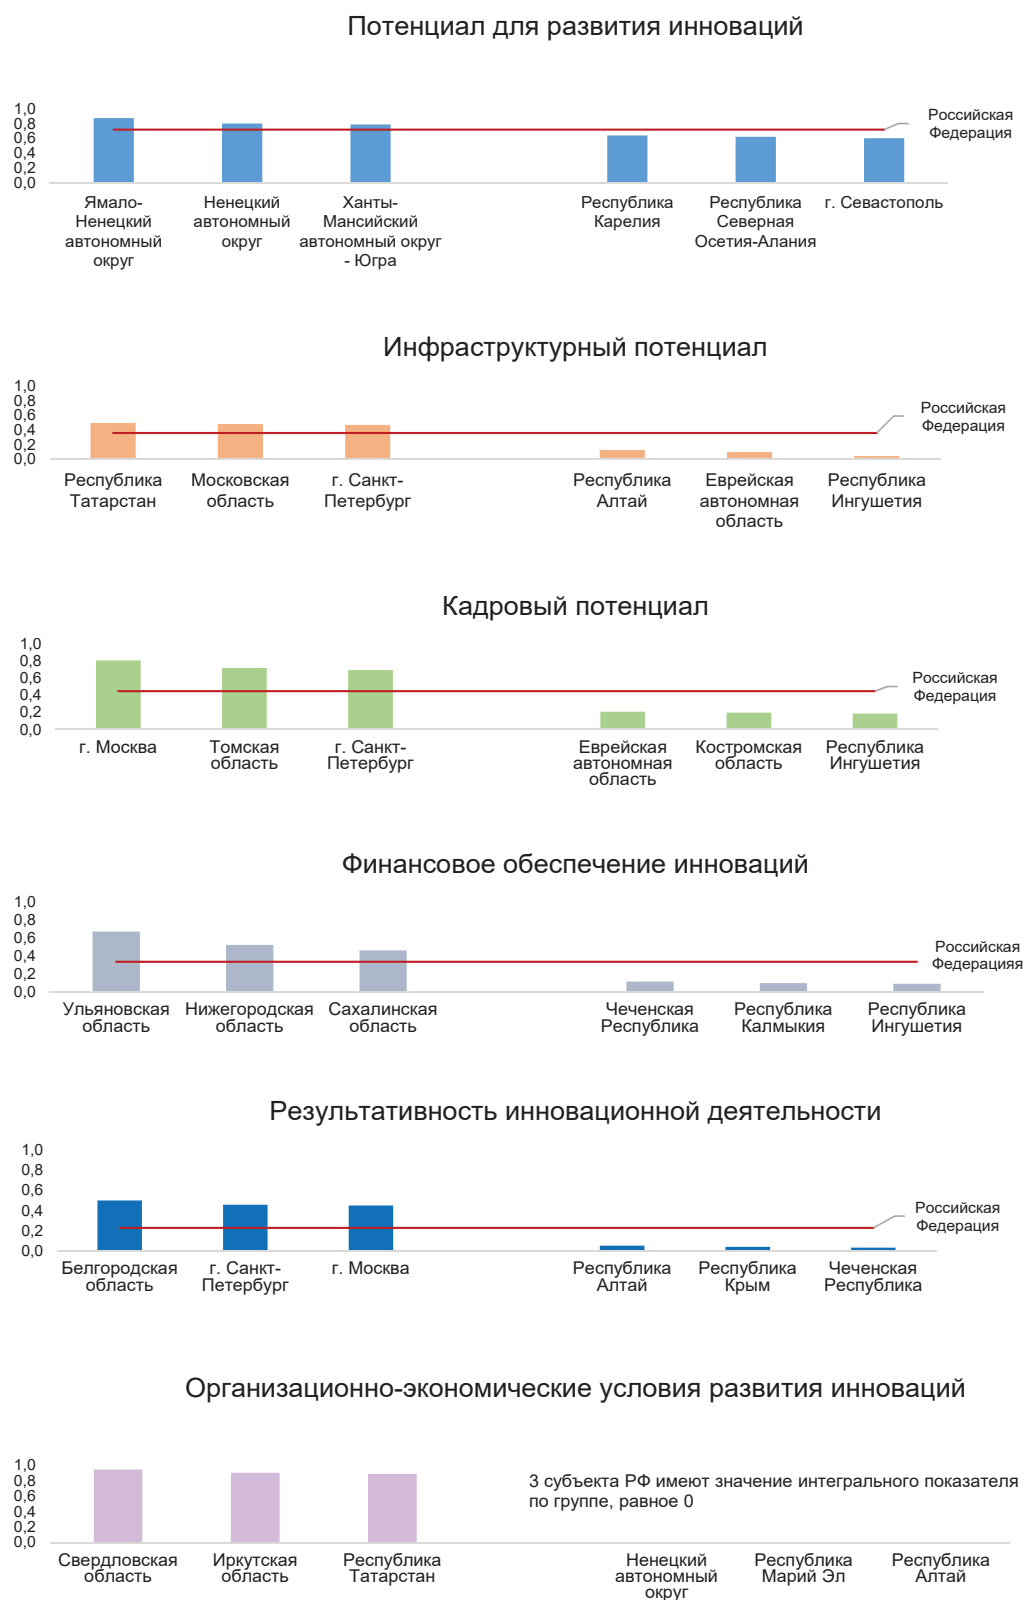 Потенциал для развития инноваций
1,0
0,8
0,6
0,4
0,2
0,0
Российская
Федерация
Ямало-
Ненецкий
автономный
округ
Ненецкий
автономный
округ
Ханты-
Мансийский
автономный округ
- Югра
Республика
Карелия
Республика
Северная
Осетия-Алания
г. Севастополь
Инфраструктурный потенциал
1,0
0,8
0,6
0,4
0,2
0,0
Российская
Федерация
Республика
Татарстан
Московская
область
г. Санкт-
Петербург
Республика
Алтай
Еврейская
автономная
область
Республика
Ингушетия
Кадровый потенциал
1,0
0,8
0,6
0,4
0,2
0,0
Российская
Федерация
г. Москва
Томская
область
г. Санкт-
Петербург
Еврейская
автономная
область
Костромская
область
Республика
Ингушетия
Финансовое обеспечение инноваций
1,0
0,8
0,6
0,4
0,2
0,0
Российская
Федерацияя
Ульяновская
область
Нижегородская
область
Сахалинская
область
Чеченская
Республика
Республика
Калмыкия
Республика
Ингушетия
Результативность инновационной деятельности
1,0
0,8
0,6
0,4
0,2
0,0
Российская
Федерация
Белгородская
область
г. Санкт-
Петербург
г. Москва
Республика
Алтай
Республика
Крым
Чеченская
Республика
Организационно-экономические условия развития инноваций
1,0
0,8
0,6
0,4
0,2
0,0
3 субъекта РФ имеют значение интегрального показателя
по группе, равное 0
Свердловская
область
Иркутская
область
Республика
Татарстан
Ненецкий
автономный
округ
Республика
Марий Эл
Республика
Алтай